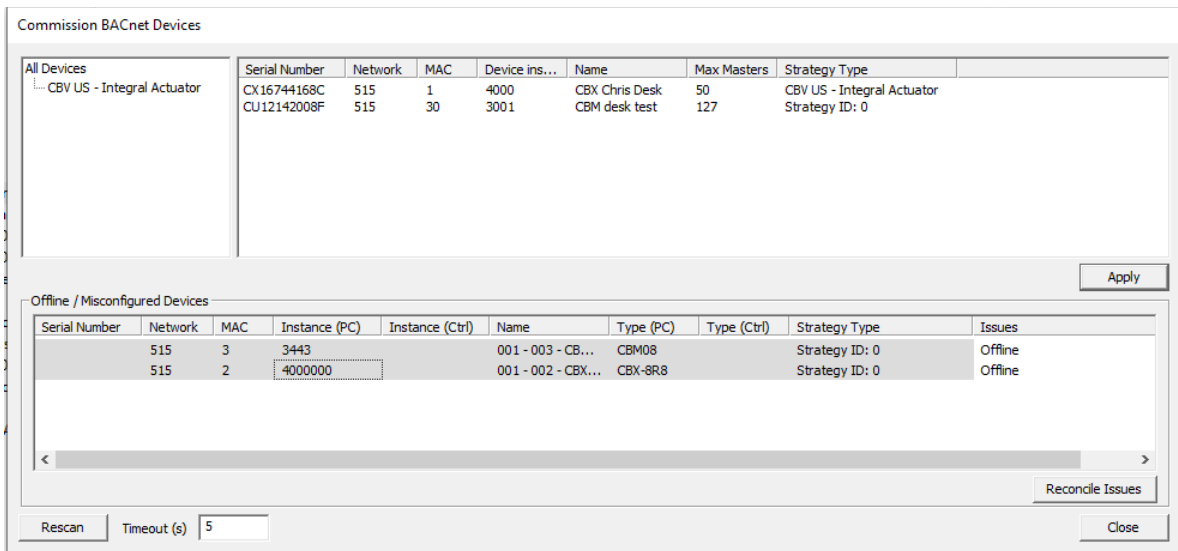 Commission BACnet Devices
All Devices
CBV US - Integral Actuator
Serial Number Network MAC Device ins... Name Max Masters Strategy Type
CX16744168C 515 1 4000 CBX Chris Desk 50 CBV US - Integral Actuator
CU12142008F 515 30 3001 CBM desk test 127 Strategy ID: 0
Apply
Offline / Misconfigured Devices
Serial Number Network MAC Instance (PC) Instance (Ctrl) Name Type (PC) Type (Ctrl) Strategy Type Issues
515 3 3443 001 - 003 - CB... CBM08 Strategy ID: 0 Offline
515 2 4000000 001 - 002 - CBX... CBX-8R8 Strategy ID: 0 Offline
Reconcile Issues
Rescan Timeout (s) 5 Close